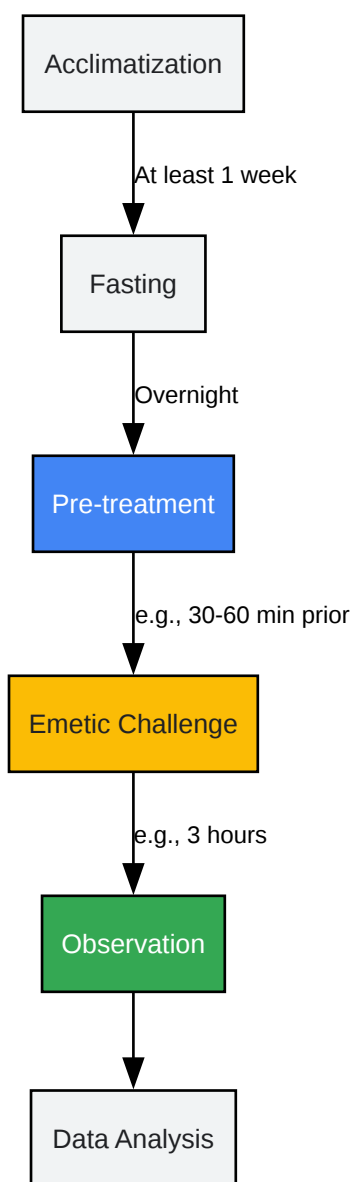 Acclimatization
At least 1 week
Fasting
Overnight
Pre-treatment
e.g., 30-60 min prior
Emetic Challenge
e.g., 3 hours
Observation
Data Analysis